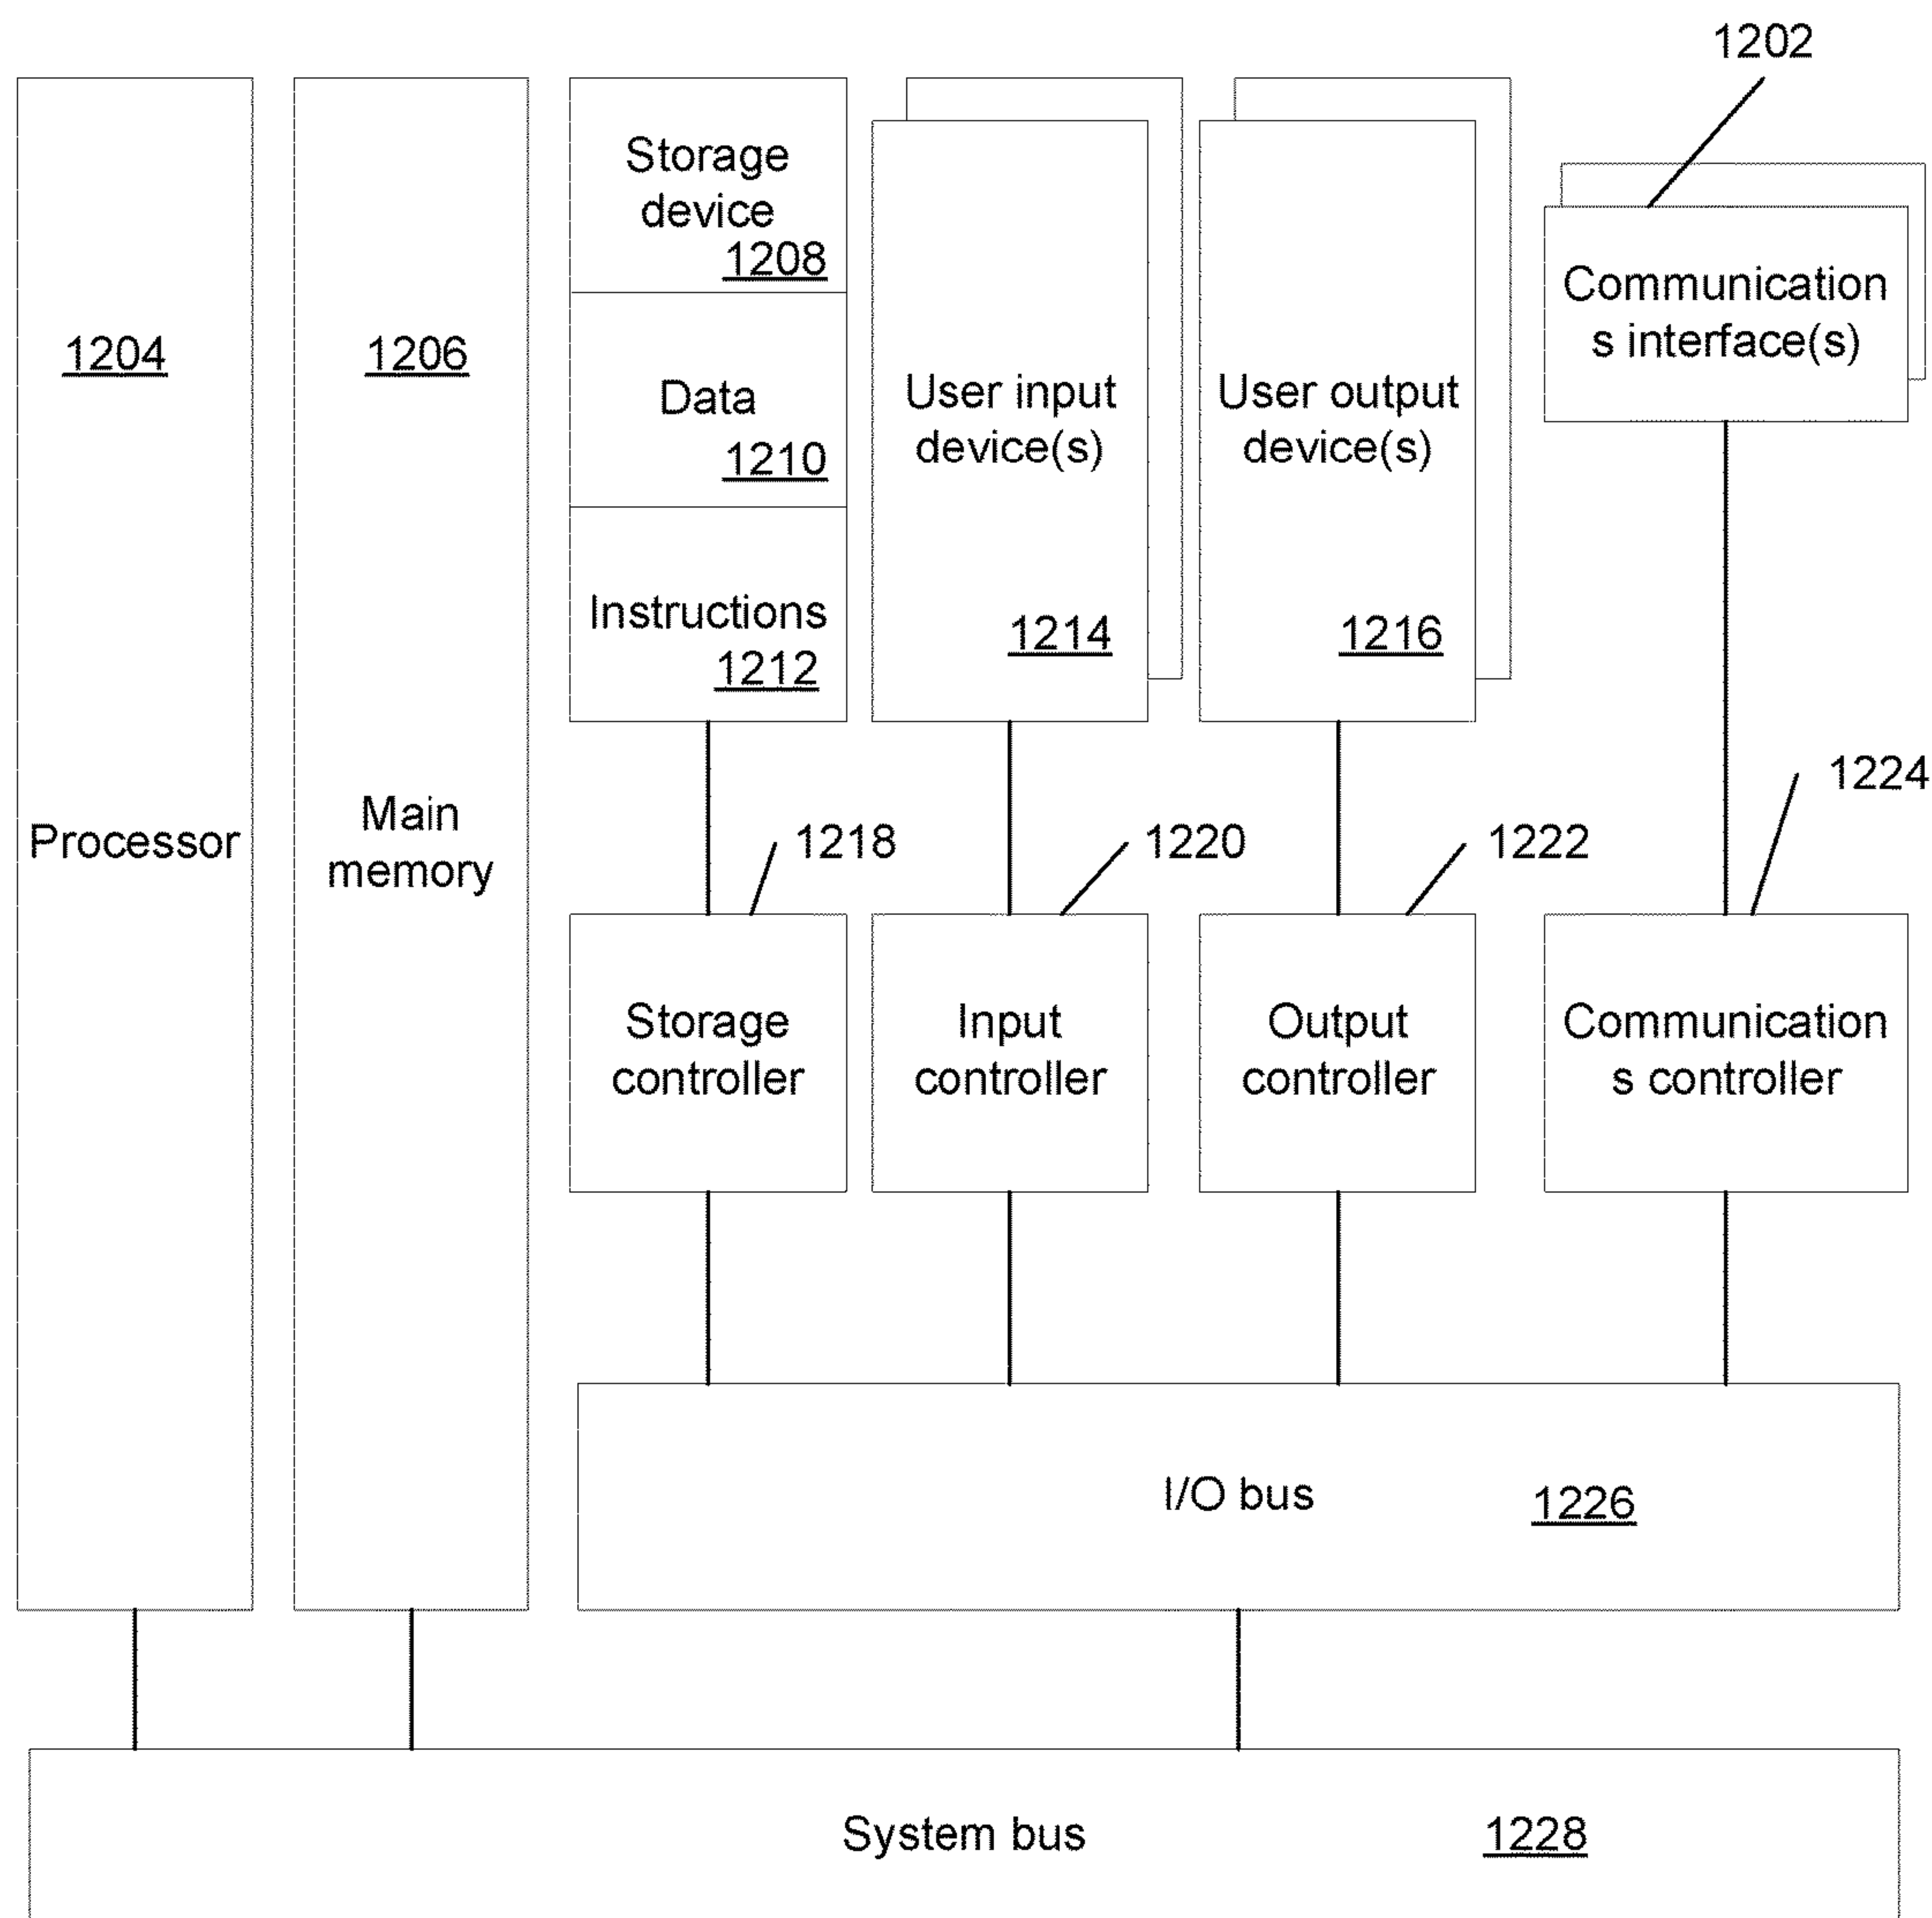 1202
Storage
device
1208
1204
1206
Data
1210
User input
device(s)
User output
device(s)
Communication
s interface(s)
Instructions
1212
1214
1216
Processor
Main
memory
1218
1220
1222
1224
Storage
controller
Input
controller
Output
controller
Communication
s controller
I/O bus
1226
System bus
1228